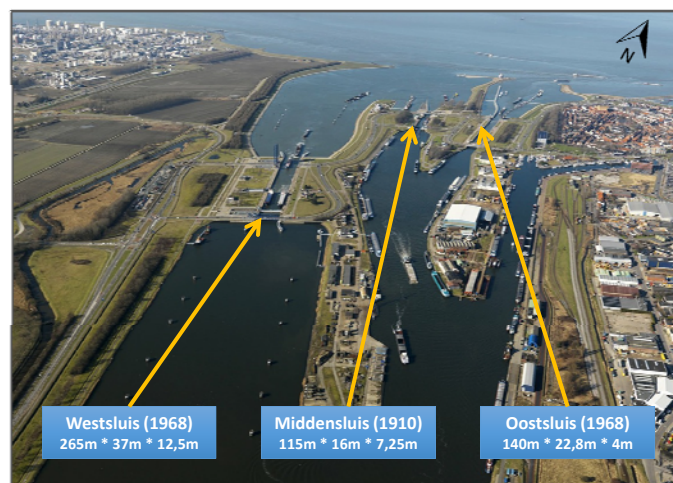 N
Westsluis (1968)
265m * 37m * 12,5m
Middensluis (1910)
115m * 16m * 7,25m
Oostsluis (1968)
140m * 22,8m * 4m